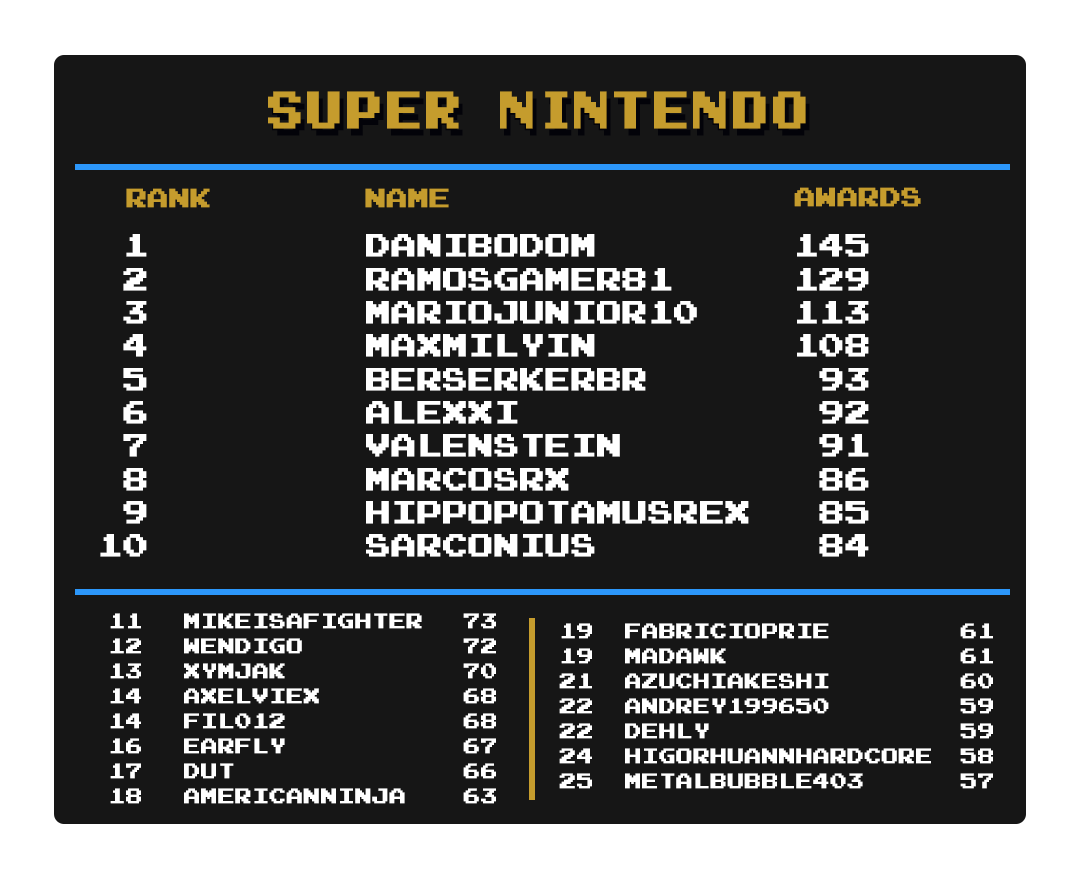 SUPER NINTENDO
RANK NAME AWARDS
1 DANIBODOM 145
2 RAMOSGAMER81 129
3 MARIOJUNIOR10 113
4 MAXMILYIN 108
5 BERSERKERBR 93
6 ALEXXI 92
7 VALENSTEIN 91
8 MARCOSRX 86
9 HIPPOPOTAMUSREX 85
10 SARCONIUS 84
11 MIKEISAFIGHTER 73
12 WENDIGO 72
13 XYMJAK 70
14 AXELVIEX 68
14 FILO12 68
16 EARFLY 67
17 DUT 66
18 AMERICANNINJA 63
19 FABRICIOPRIE 61
19 MADAWK 61
21 AZUCHIAKESHI 60
22 ANDREY199650 59
22 DEHLY 59
24 HIGORHUANNHARDCORE 58
25 METALBUBBLE403 57